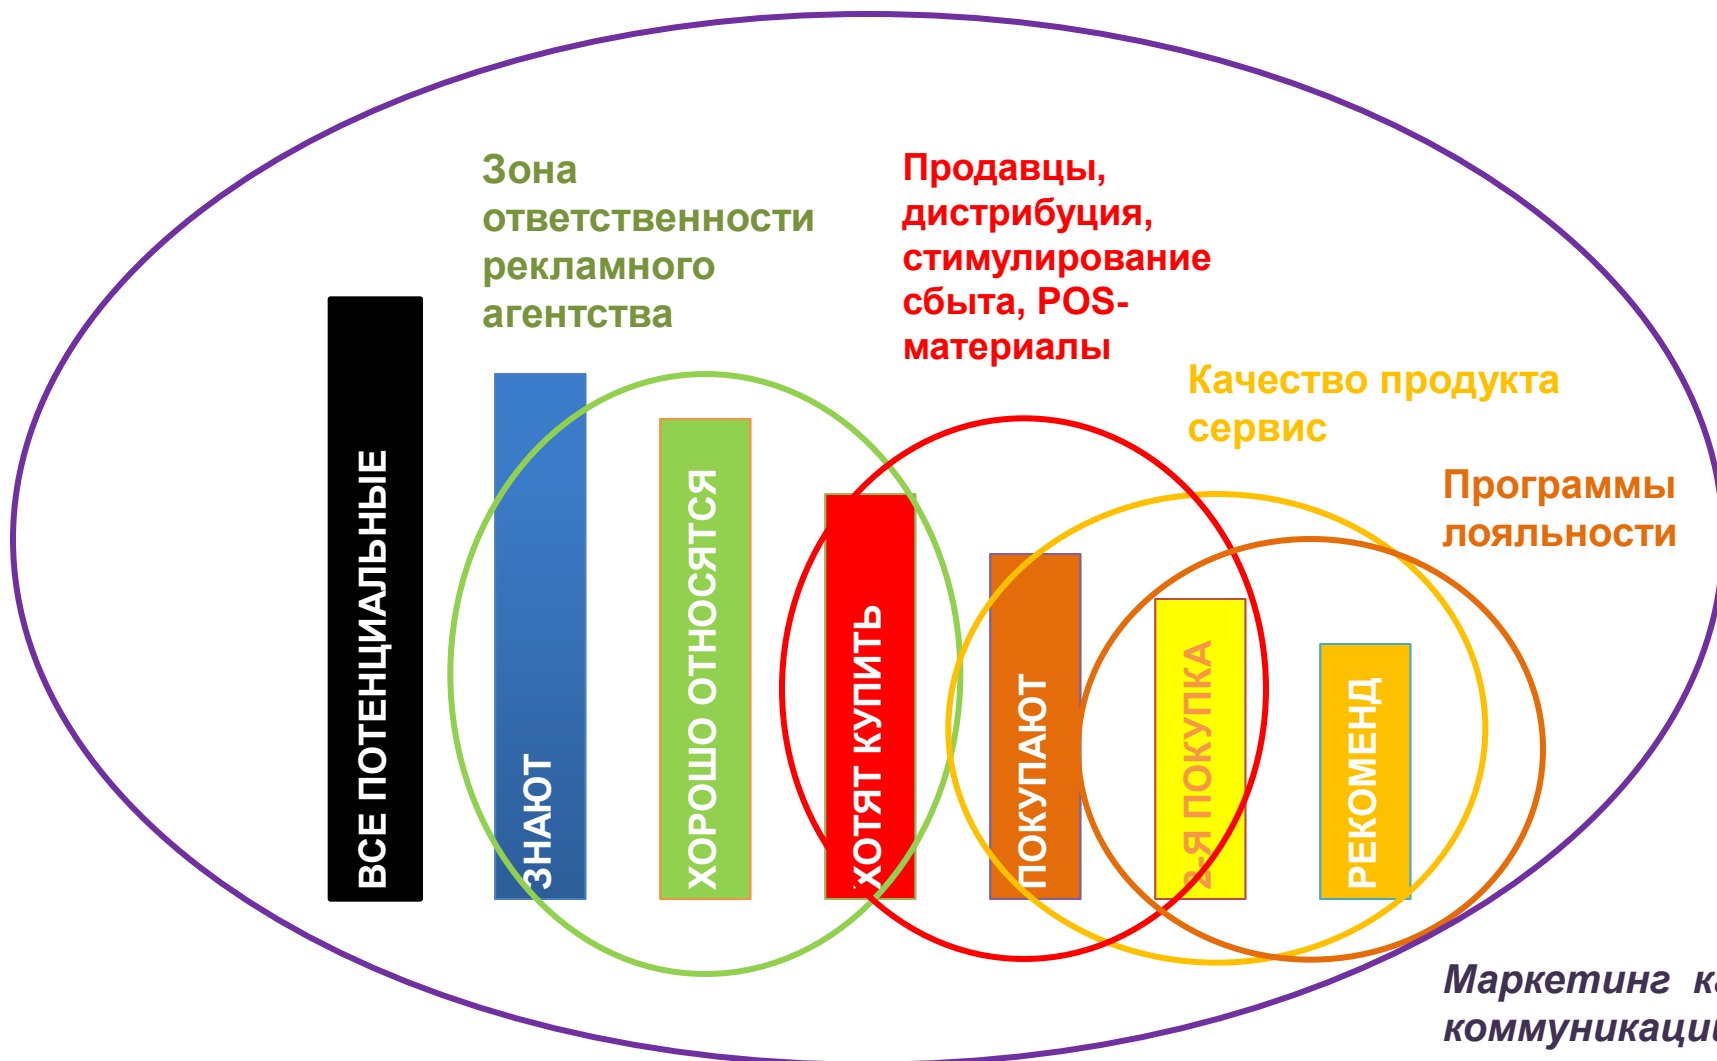 Зона
ответственности
рекламного
агентства
Продавцы,
дистрибуция,
стимулирование
сбыта, POS-
материалы
Качество продукта
сервис
Программы
лояльности
ВСЕ ПОТЕНЦИАЛЬНЫЕ
ЗНАЮТ
ХОРОШО ОТНОСЯТСЯ
ХОТЯТ КУПИТЬ
ПОКУПАЮТ
2-Я ПОКУПКА
РЕКОМЕНД
Маркетинг
коммуникаци